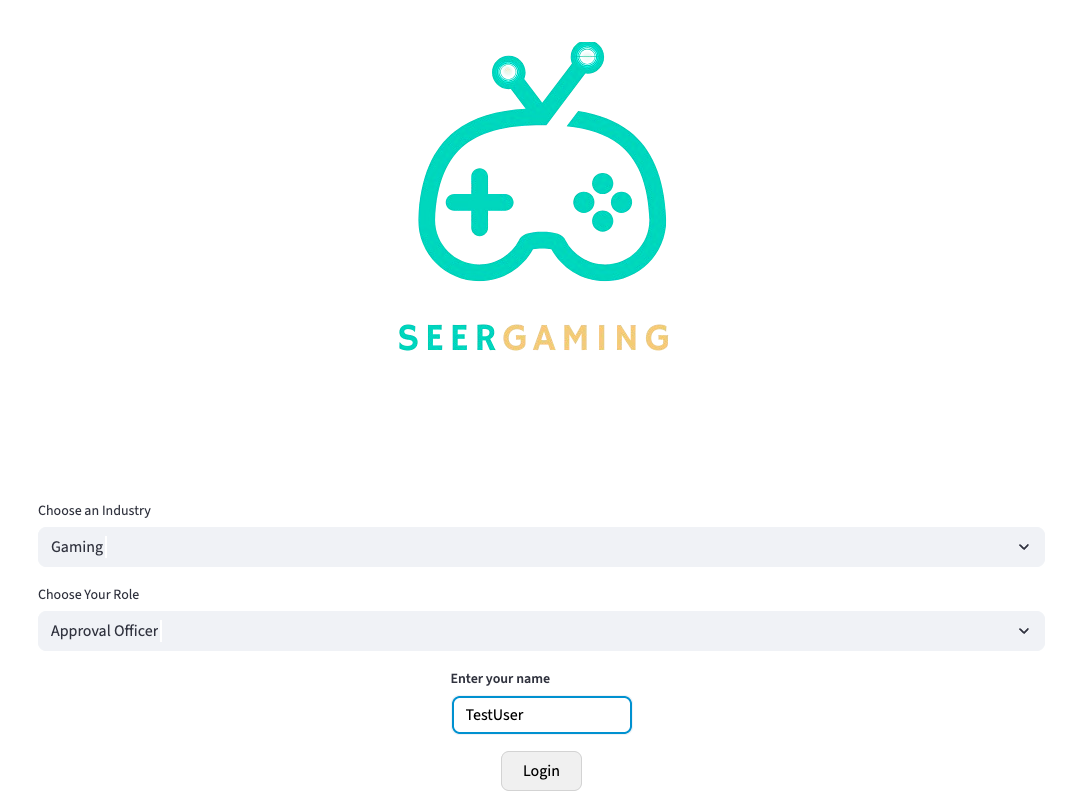 SEERGAMING
Choose an Industry
Gaming
Choose Your Role
Approval Officer
Enter your name
TestUser
Login